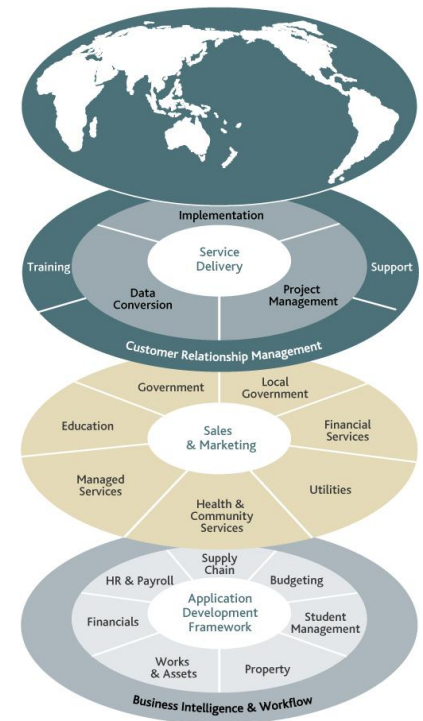 Implementation
Service
Delivery
Training
Support
Data
Conversion
Project
Management
Customer Relationship Management
Government
Local
Government
Education
Sales
& Marketing
Financial
Services
Managed
Services
Utilities
Health &
Community
Services
Supply
Chain
HR & Payroll
Budgeting
Application
Development
Framework
Financials
Student
Management
Works
& Assets
Property
Business Intelligence & Workflow